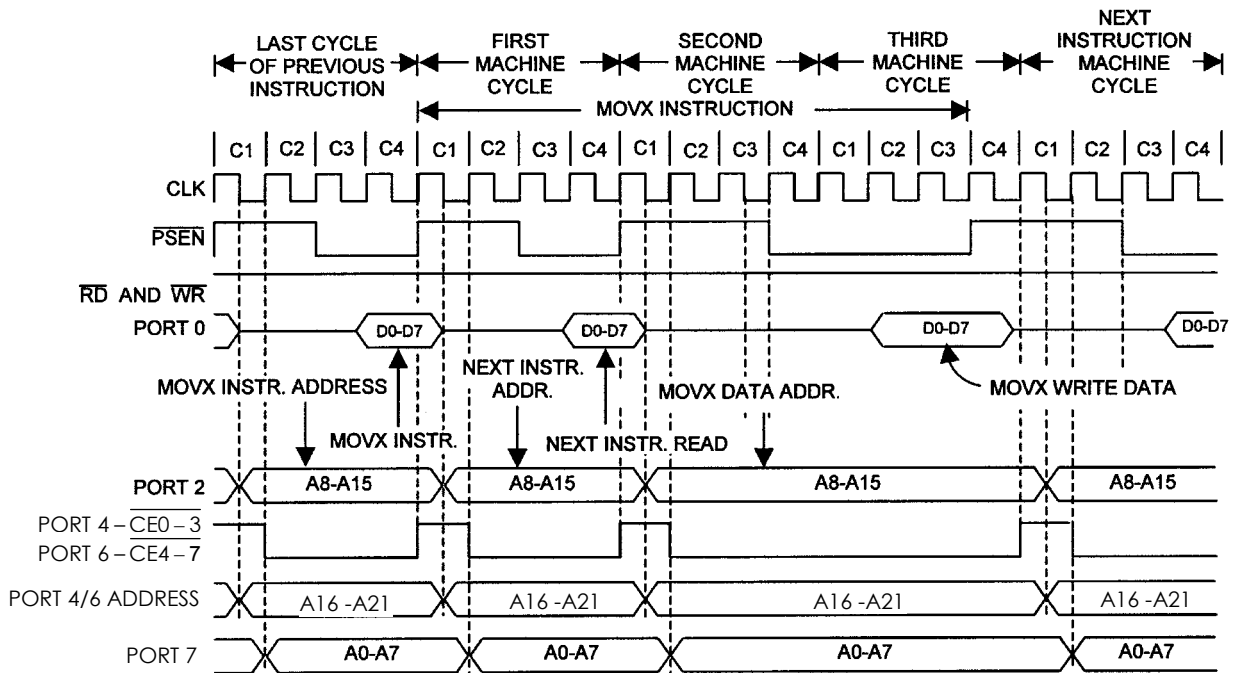 LAST CYCLE
OF PREVIOUS
INSTRUCTION
FIRST
MACHINE
CYCLE
SECOND
MACHINE
CYCLE
THIRD
MACHINE
CYCLE
NEXT
INSTRUCTION
MACHINE
CYCLE
MOVX INSTRUCTION
C1 C2 C3 C4 C1 C2 C3 C4 C1 C2 C3 C4 C1 C2 C3 C4 C1 C2 C3 C4
CLK
PSEN
RD AND WR
PORT 0 D0-D7 D0-D7 D0-D7 D0-D7
MOVX INSTR. ADDRESS
MOVX INSTR.
NEXT INSTR.
ADDR.
NEXT INSTR. READ
MOVX DATA ADDR.
MOVX WRITE DATA
PORT 2 A8-A15 A8-A15 A8-A15 A8-A15
PORT 4 – CE0 – 3
PORT 6 – CE4 – 7
PORT 4/6 ADDRESS A16 -A21 A16 -A21 A16 -A21 A16 -A21
PORT 7 A0-A7 A0-A7 A0-A7 A0-A7